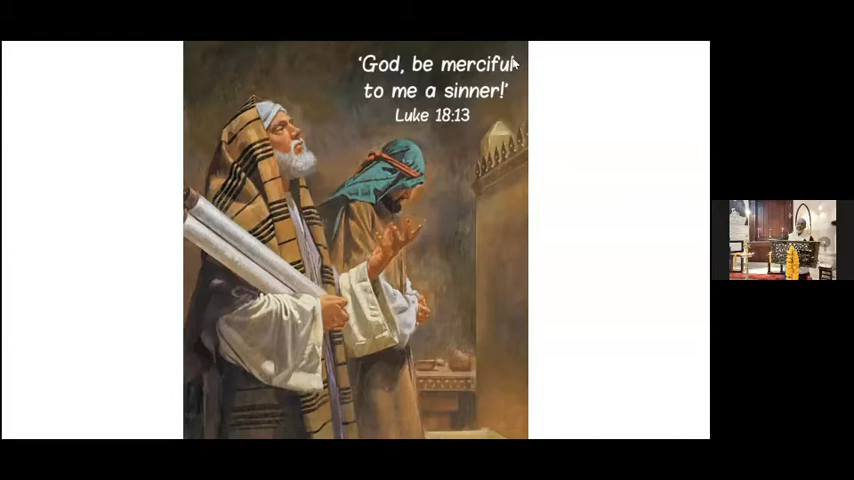 ‘God, be merciful
to me a sinner!’
Luke 18:13